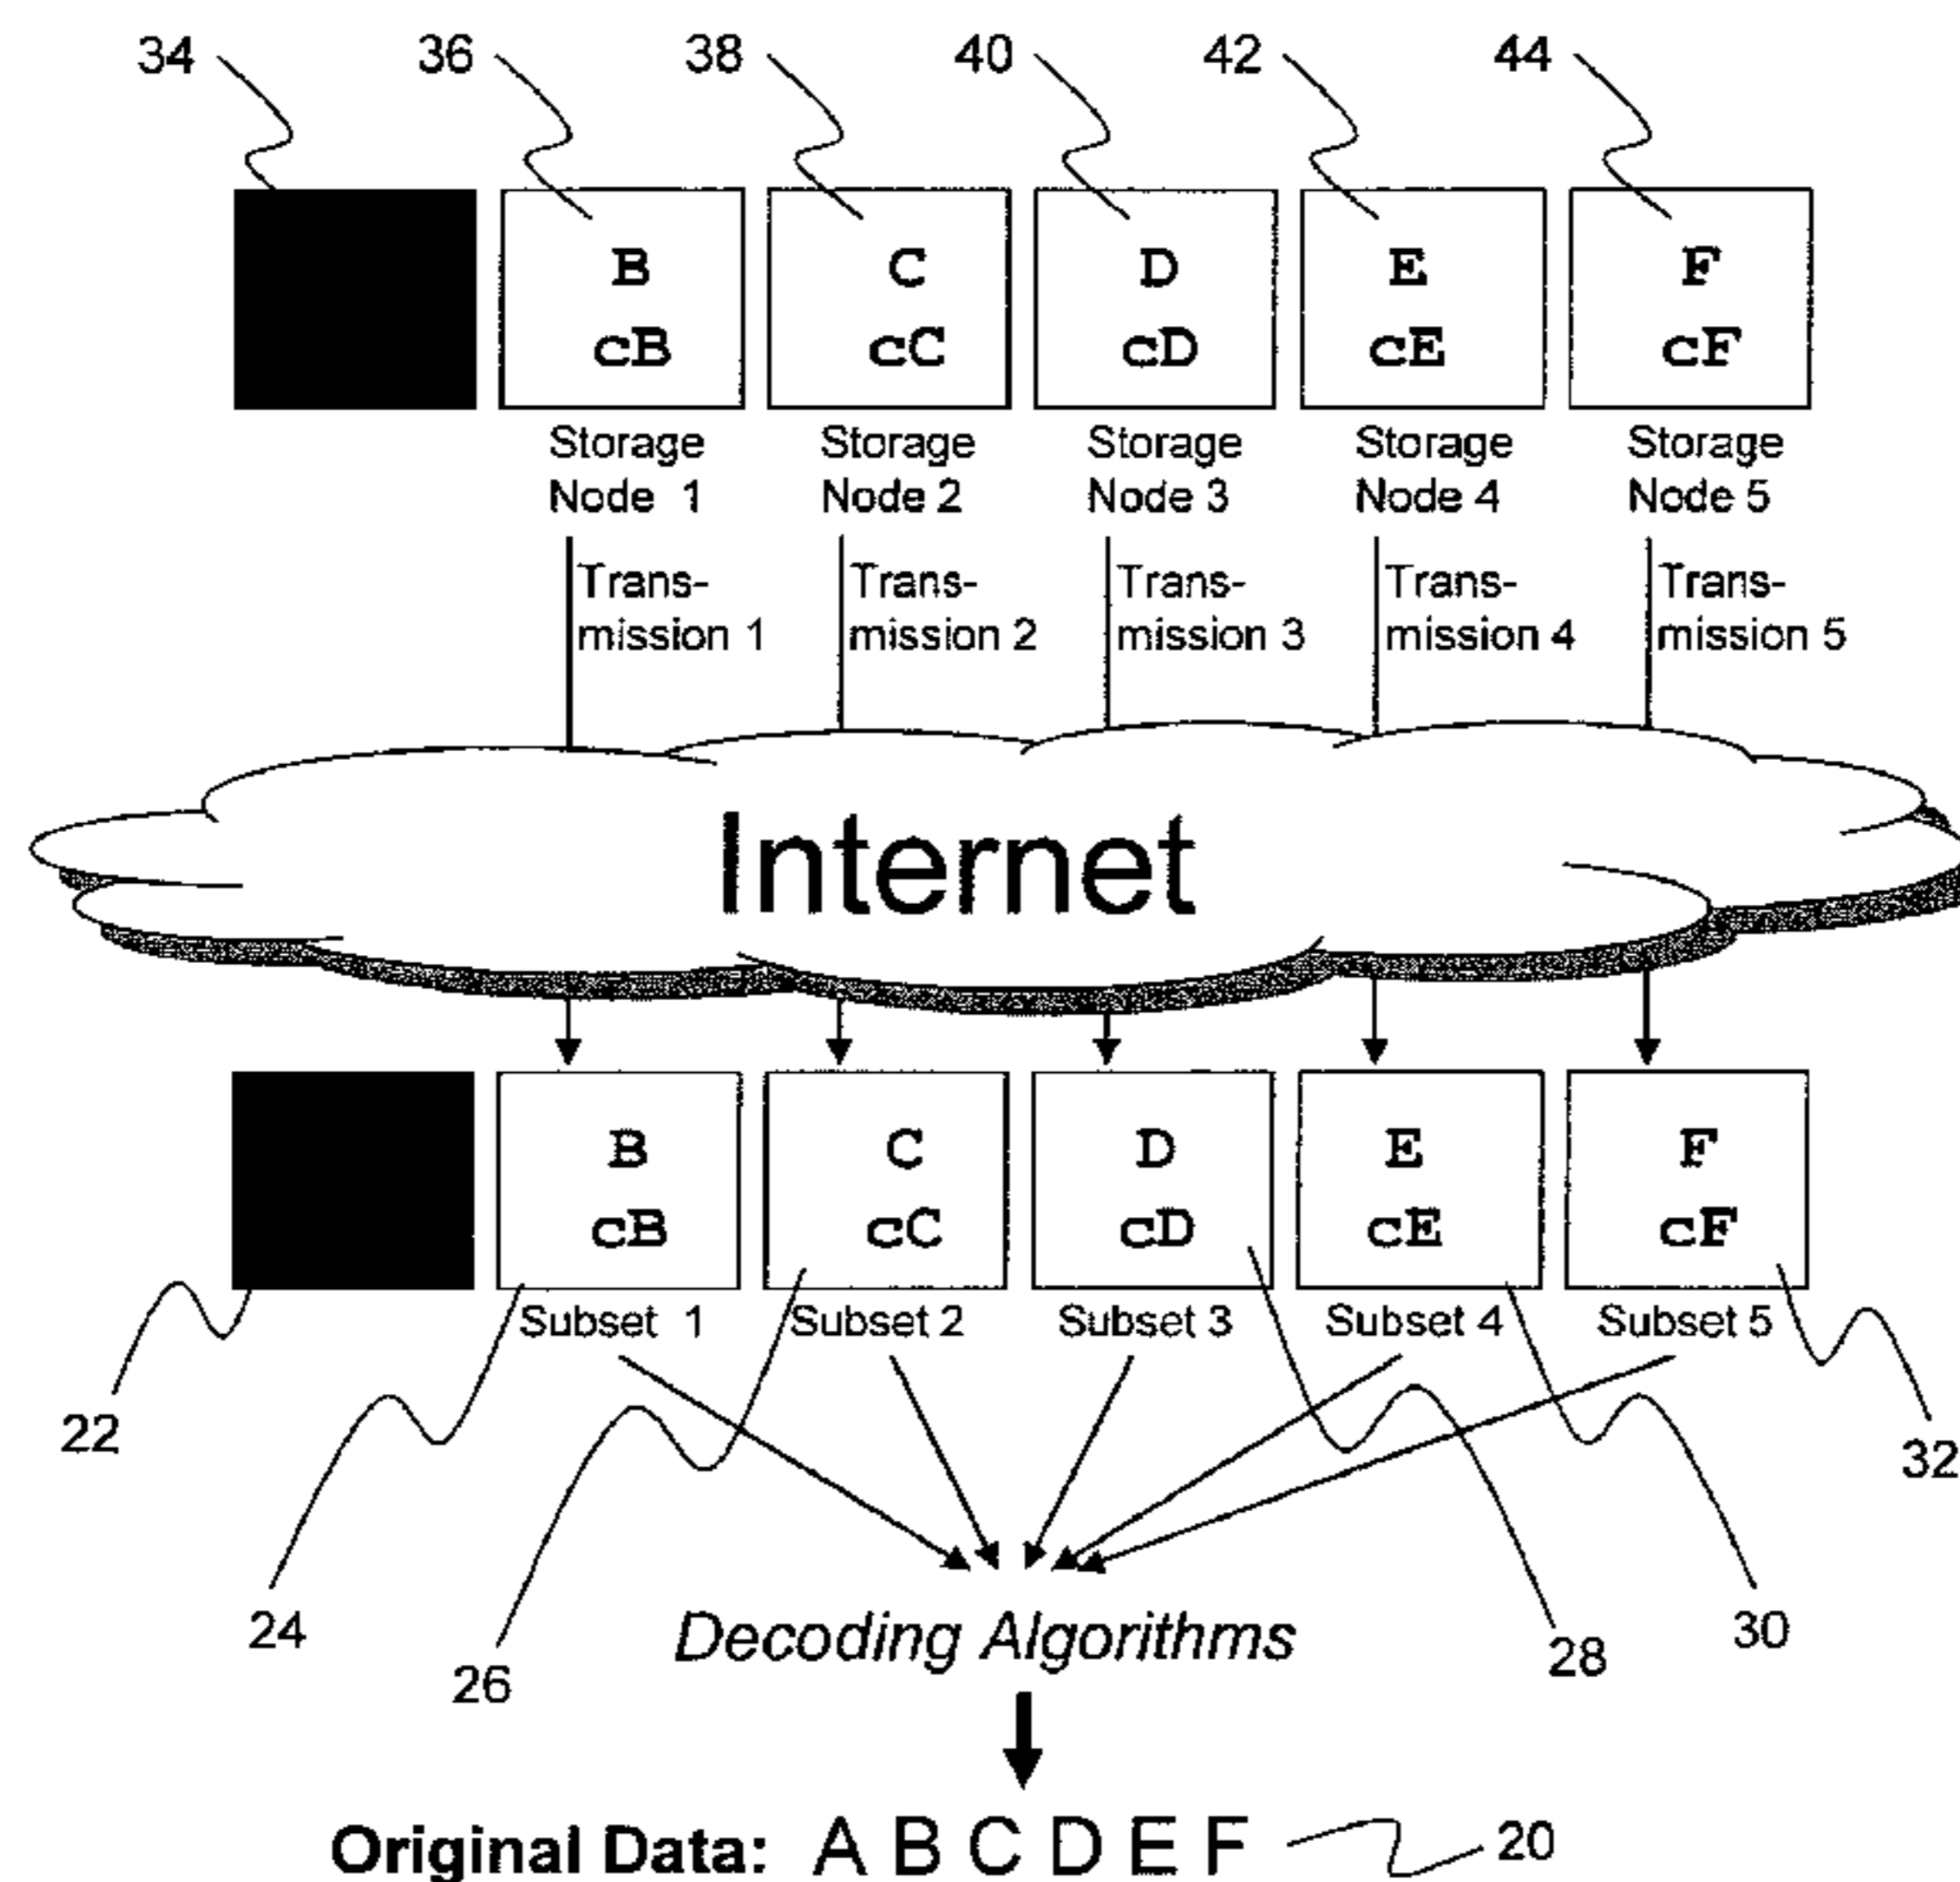 34 36 38 40 42 44
B C D E F
cB cC cD cE cF
Storage Storage Storage Storage Storage
Node 1 Node 2 Node 3 Node 4 Node 5
Trans- Trans- Trans- Trans- Trans-
mission 1 mission 2 mission 3 mission 4 mission 5
Internet
B C D E F
cB cC cD cE cF
Subset 1 Subset 2 Subset 3 Subset 4 Subset 5
22 32
24 26 Decoding Algorithms 28 30
Original Data: A B C D E F 20